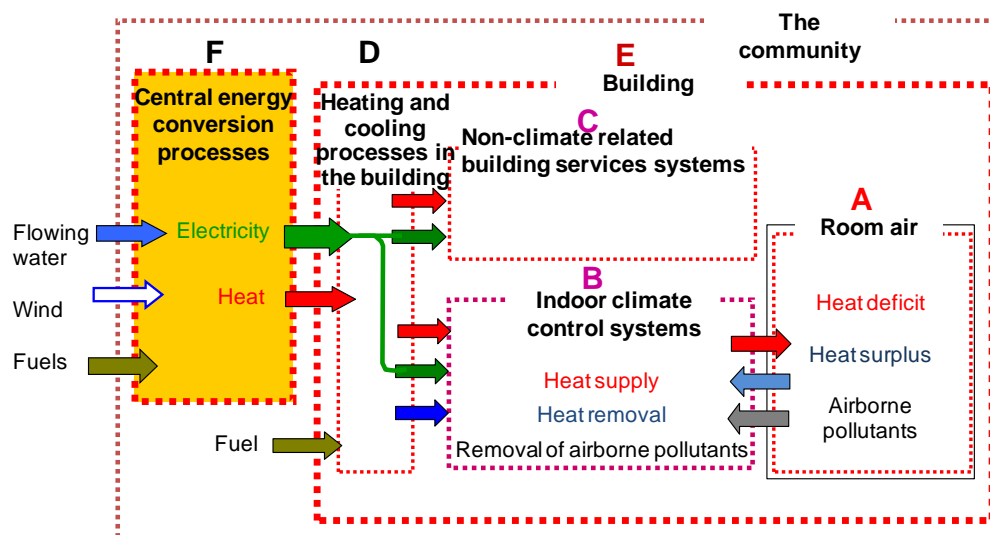 The
community
F
D
E
Building
Central energy
conversion
processes
Heating and
cooling
processes in
the building
C
Non-climate related
building services systems
A
Room air
Flowing
water
Electricity
Wind
Heat
Fuels
Fuel
B
Indoor climate
control systems
Heat supply
Heat removal
Removal of airborne pollutants
Heat deficit
Heat surplus
Airborne
pollutants